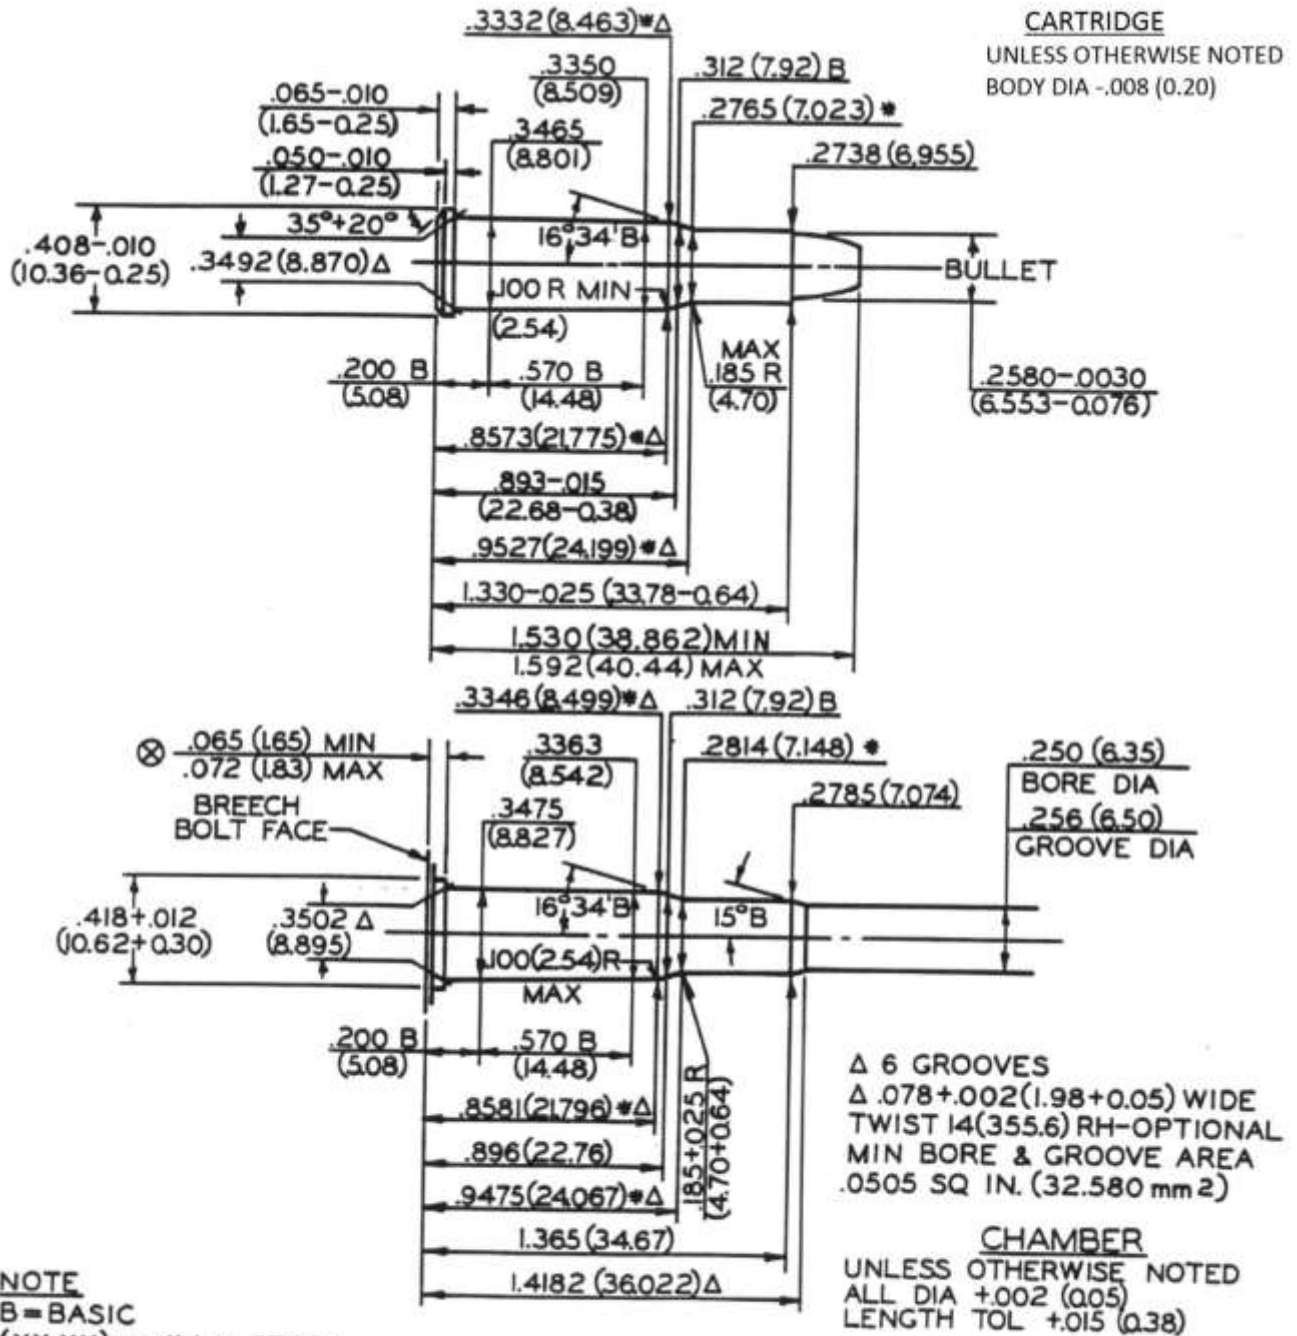 CARTRIDGE
UNLESS OTHERWISE NOTED
BODY DIA -.008 (0.20)
.3332(8.463)*Δ
.3350
(8.509)
.312(7.92) B
.065-.010
(1.65-0.25)
.2765(7.023) *
.3465
(8.801)
.2738(6,955)
.050-.010
(1.27-0.25)
35°+20°
16°34'B
.408-.010
(10.36-0.25)
.3492(8.870)Δ
BULLET
.100 R MIN
(2.54)
.200 B
(5.08)
.570 B
(14.48)
MAX
.185 R
(4.70)
.2580-.0030
(6.553-0.076)
.8573(21,775)*Δ
.893-.015
(22.68-0.38)
.9527(24,199)*Δ
1.330-.025 (33.78-0.64)
1.530(38.862)MIN
1.592(40.44) MAX
.3346(8.499)*Δ
.312(7.92) B
⊗ .065 (1.65) MIN
.072 (1.83) MAX
.3363
(8.542)
.2814(7.148) *
.250 (6.35)
BORE DIA
BREECH
BOLT FACE
.3475
(8.827)
.2785(7.074)
.256 (6.50)
GROOVE DIA
16°34'B
15°B
.418+.012
(10.62+0.30)
.3502 Δ
(8.895)
.100(2.54)R
MAX
.200 B
(5.08)
.570 B
(14.48)
.185+.025 R
(4.70+0.64)
.8581(21,796)*Δ
.896(22.76)
.9475(24.067)*Δ
1.365(34.67)
1.4182 (36.022)Δ
Δ 6 GROOVES
Δ .078+.002(1.98+0.05) WIDE
TWIST 14(355.6) RH-OPTIONAL
MIN BORE & GROOVE AREA
.0505 SQ IN. (32.580 mm2)
CHAMBER
UNLESS OTHERWISE NOTED
ALL DIA +.002 (0.05)
LENGTH TOL +.015 (0.38)
NOTE
B=BASIC